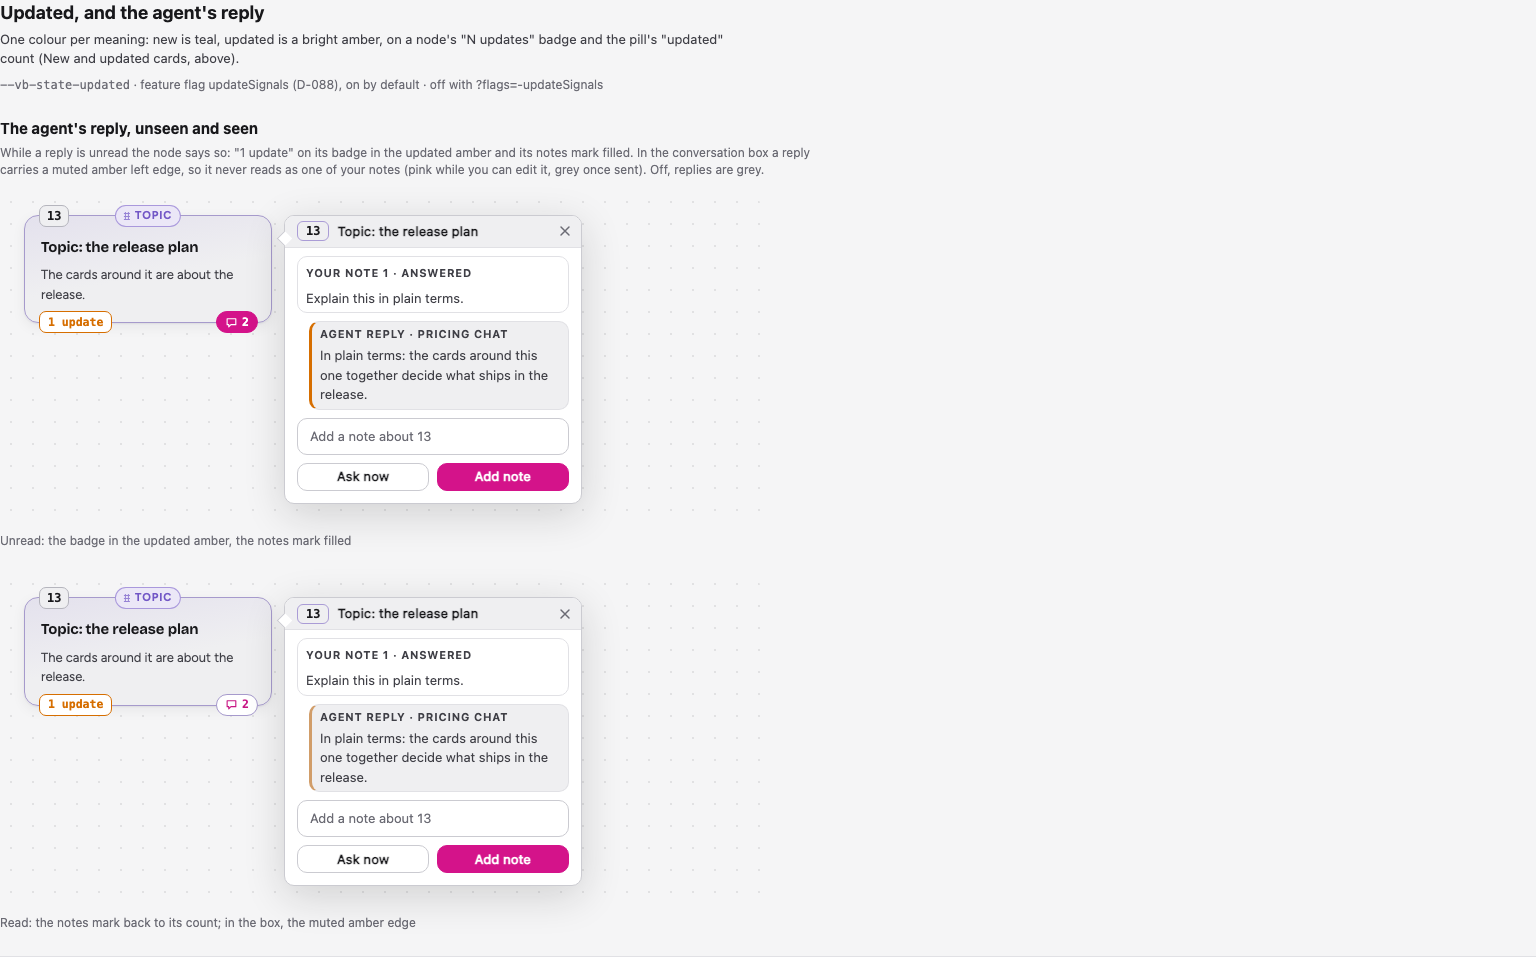 Updated, and the agent's reply
One colour per meaning: new is teal, updated is a bright amber, on a node's "N updates" badge and the pill's "updated"
count (New and updated cards, above).
--vb-state-updated · feature flag updateSignals (D-088), on by default · off with ?flags=-updateSignals
The agent's reply, unseen and seen
While a reply is unread the node says so: "1 update" on its badge in the updated amber and its notes mark filled. In the conversation box a reply
carries a muted amber left edge, so it never reads as one of your notes (pink while you can edit it, grey once sent). Off, replies are grey.
13
TOPIC
Topic: the release plan
The cards around it are about the
release.
1 update
2
13 Topic: the release plan
YOUR NOTE 1 · ANSWERED
Explain this in plain terms.
AGENT REPLY · PRICING CHAT
In plain terms: the cards around this
one together decide what ships in the
release.
Add a note about 13
Ask now
Add note
Unread: the badge in the updated amber, the notes mark filled
13
TOPIC
Topic: the release plan
The cards around it are about the
release.
1 update
2
13 Topic: the release plan
YOUR NOTE 1 · ANSWERED
Explain this in plain terms.
AGENT REPLY · PRICING CHAT
In plain terms: the cards around this
one together decide what ships in the
release.
Add a note about 13
Ask now
Add note
Read: the notes mark back to its count; in the box, the muted amber edge